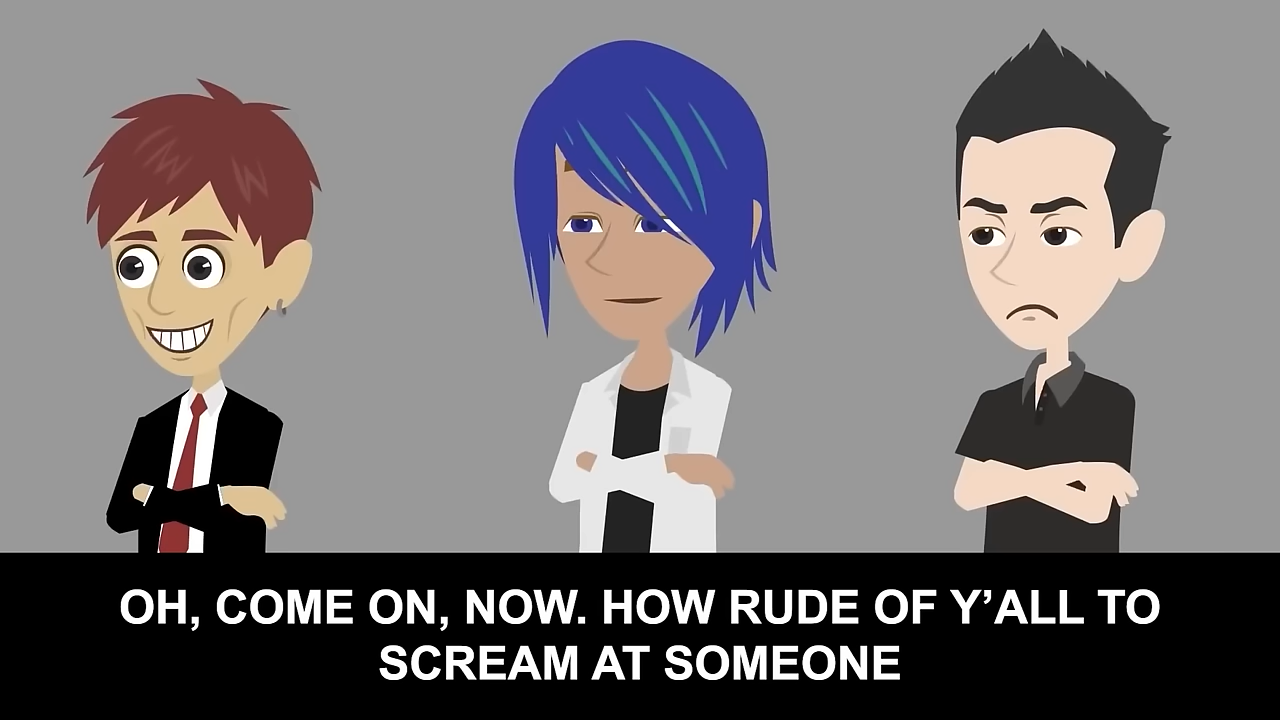 OH, COME ON, NOW. HOW RUDE OF Y’ALL TO
SCREAM AT SOMEONE